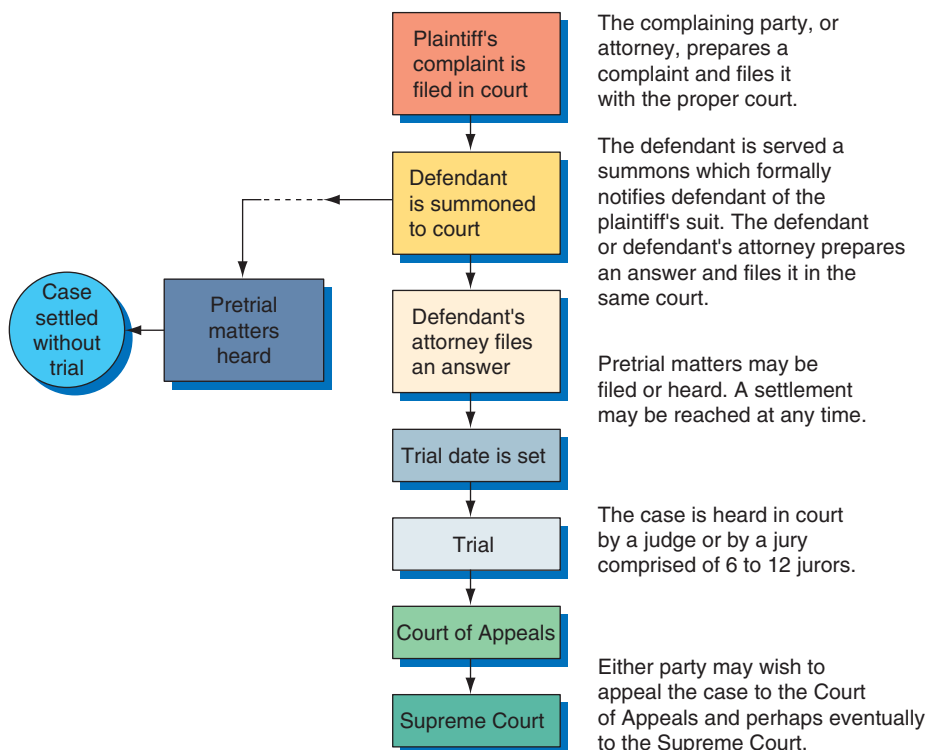 Plaintiff's
complaint is
filed in court
The complaining party, or
attorney, prepares a
complaint and files it
with the proper court.
Defendant
is summoned
to court
The defendant is served a
summons which formally
notifies defendant of the
plaintiff's suit. The defendant
or defendant's attorney prepares
an answer and files it in the
same court.
Case
settled
without
trial
Pretrial
matters
heard
Defendant's
attorney files
an answer
Pretrial matters may be
filed or heard. A settlement
may be reached at any time.
Trial date is set
Trial
The case is heard in court
by a judge or by a jury
comprised of 6 to 12 jurors.
Court of Appeals
Supreme Court
Either party may wish to
appeal the case to the Court
of Appeals and perhaps eventually
to the Supreme Court.